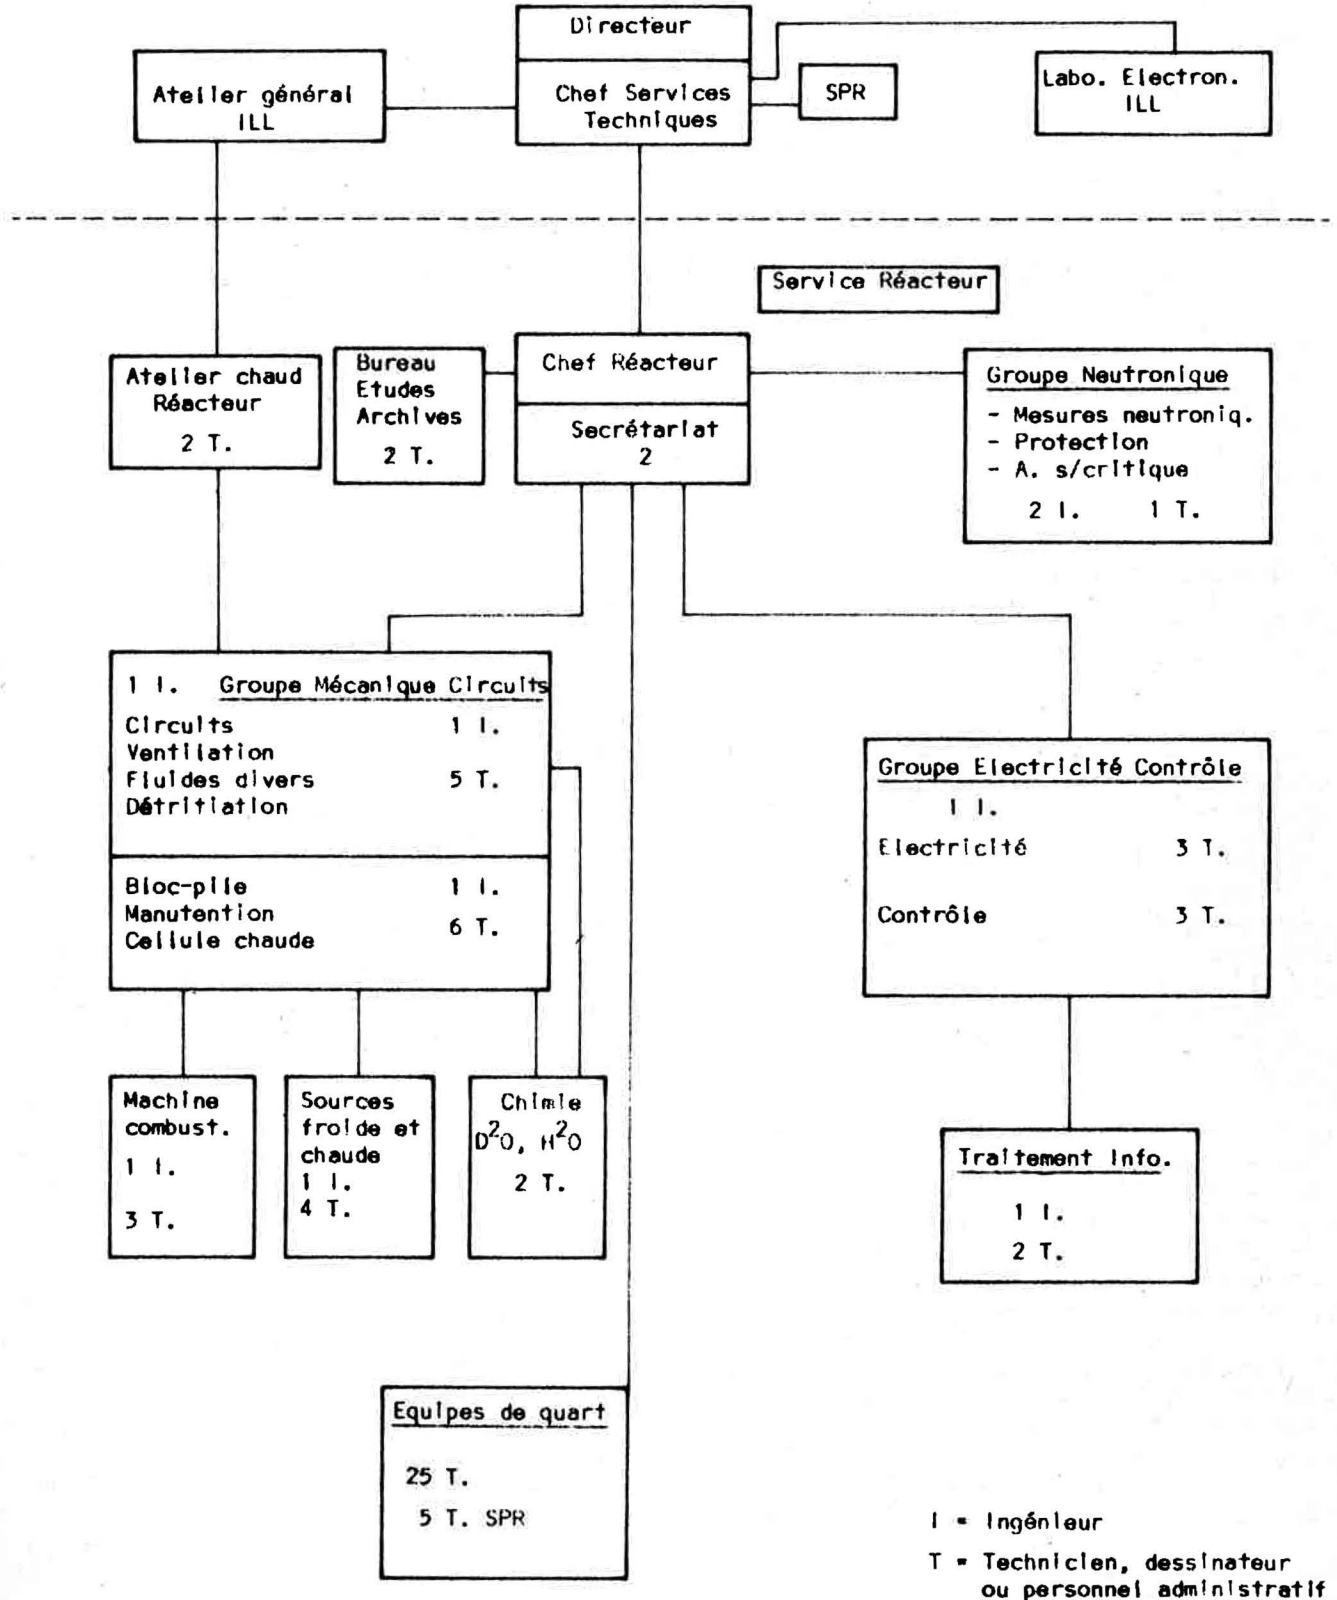 Directeur
Chef Services
Techniques
Atelier général
ILL
SPR
Labo. Electron.
ILL
Service Réacteur
Atelier chaud
Réacteur
2 T.
Bureau
Etudes
Archives
2 T.
Chef Réacteur
Secrétariat
2
Groupe Neutronique
- Mesures neutroniq.
- Protection
- A. s/critique
2 I. 1 T.
1 I. Groupe Mécanique Circuits
Circuits 1 I.
Ventilation
Fluides divers 5 T.
Détritiation
Bloc-pile 1 I.
Manutention
6 T.
Cellule chaude
Groupe Electricité Contrôle
1 I.
Electricité 3 T.
Contrôle 3 T.
Machine
combust.
1 I.
3 T.
Sources
froide et
chaude
1 I.
4 T.
Chimie
D²O, H²O
2 T.
Traitement Info.
1 I.
2 T.
Equipes de quart
25 T.
5 T. SPR
I = Ingénieur
T = Technicien, dessinateur
ou personnel administratif